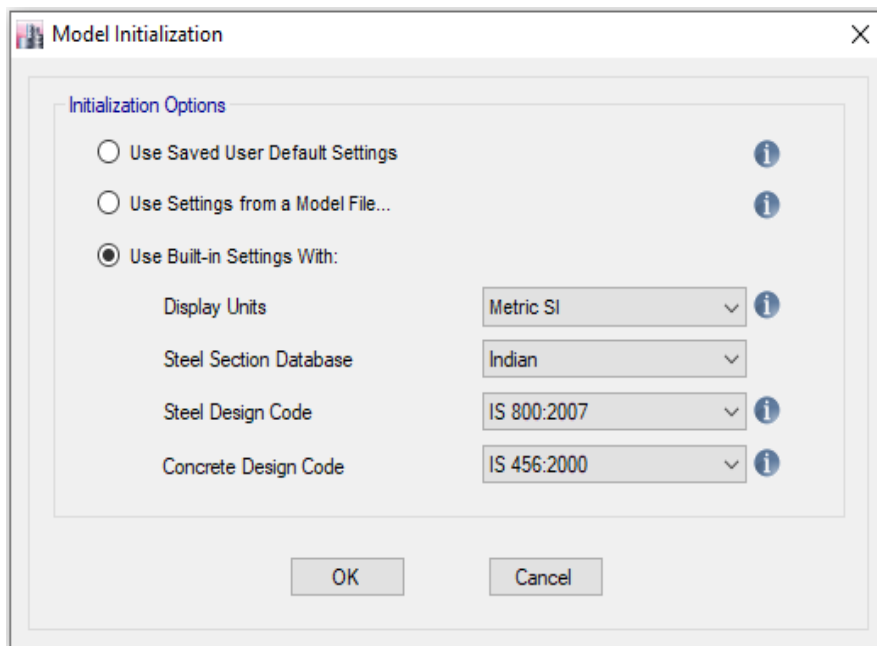 Model Initialization
Initialization Options
Use Saved User Default Settings
Use Settings from a Model File...
Use Built-in Settings With:
Display Units Metric SI
Steel Section Database Indian
Steel Design Code IS 800:2007
Concrete Design Code IS 456:2000
OK Cancel